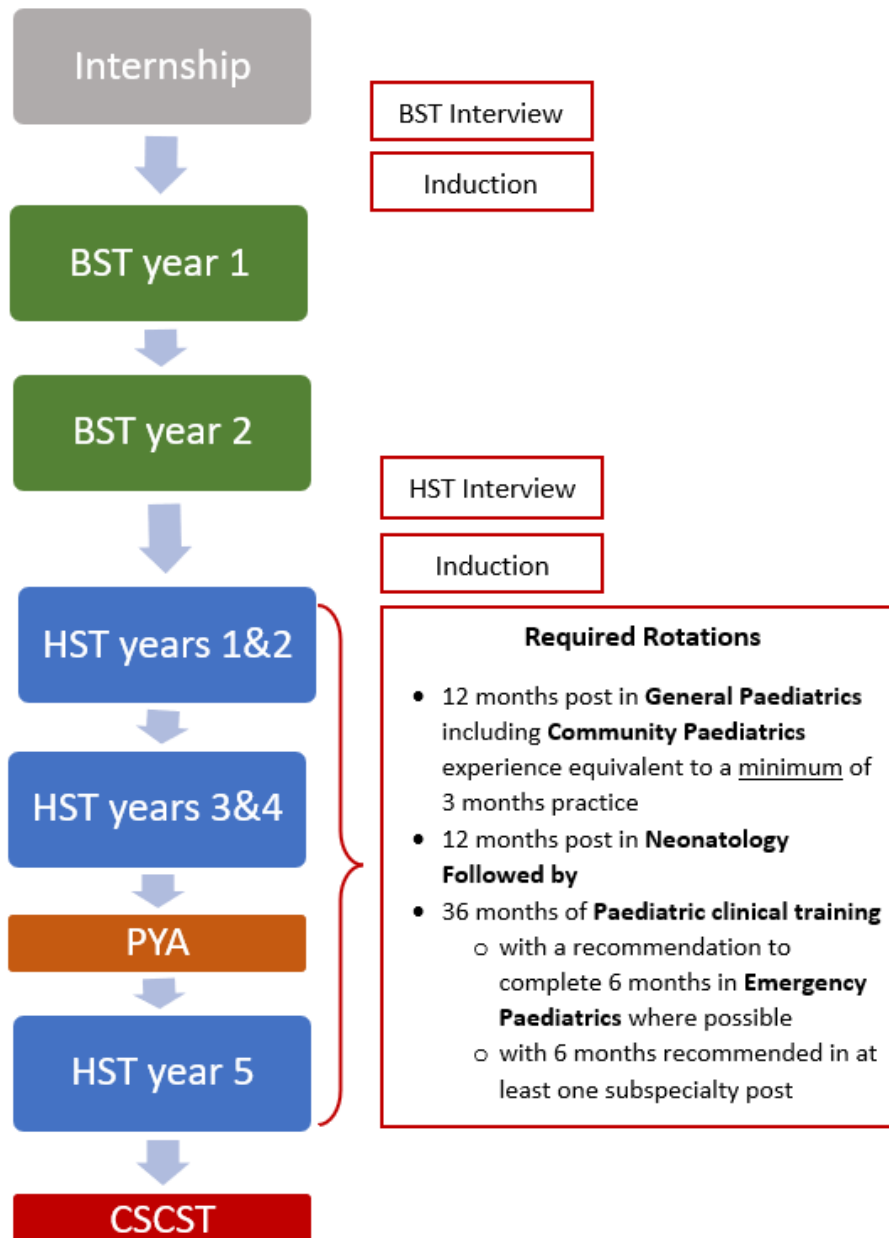 Internship
BST Interview
Induction
BST year 1
BST year 2
HST Interview
Induction
HST years 1&2
HST years 3&4
PYA
HST year 5
CSCST
Required Rotations
• 12 months post in General Paediatrics
including Community Paediatrics
experience equivalent to a minimum of
3 months practice
• 12 months post in Neonatology
Followed by
• 36 months of Paediatric clinical training
o with a recommendation to
complete 6 months in Emergency
Paediatrics where possible
o with 6 months recommended in at
least one subspecialty post